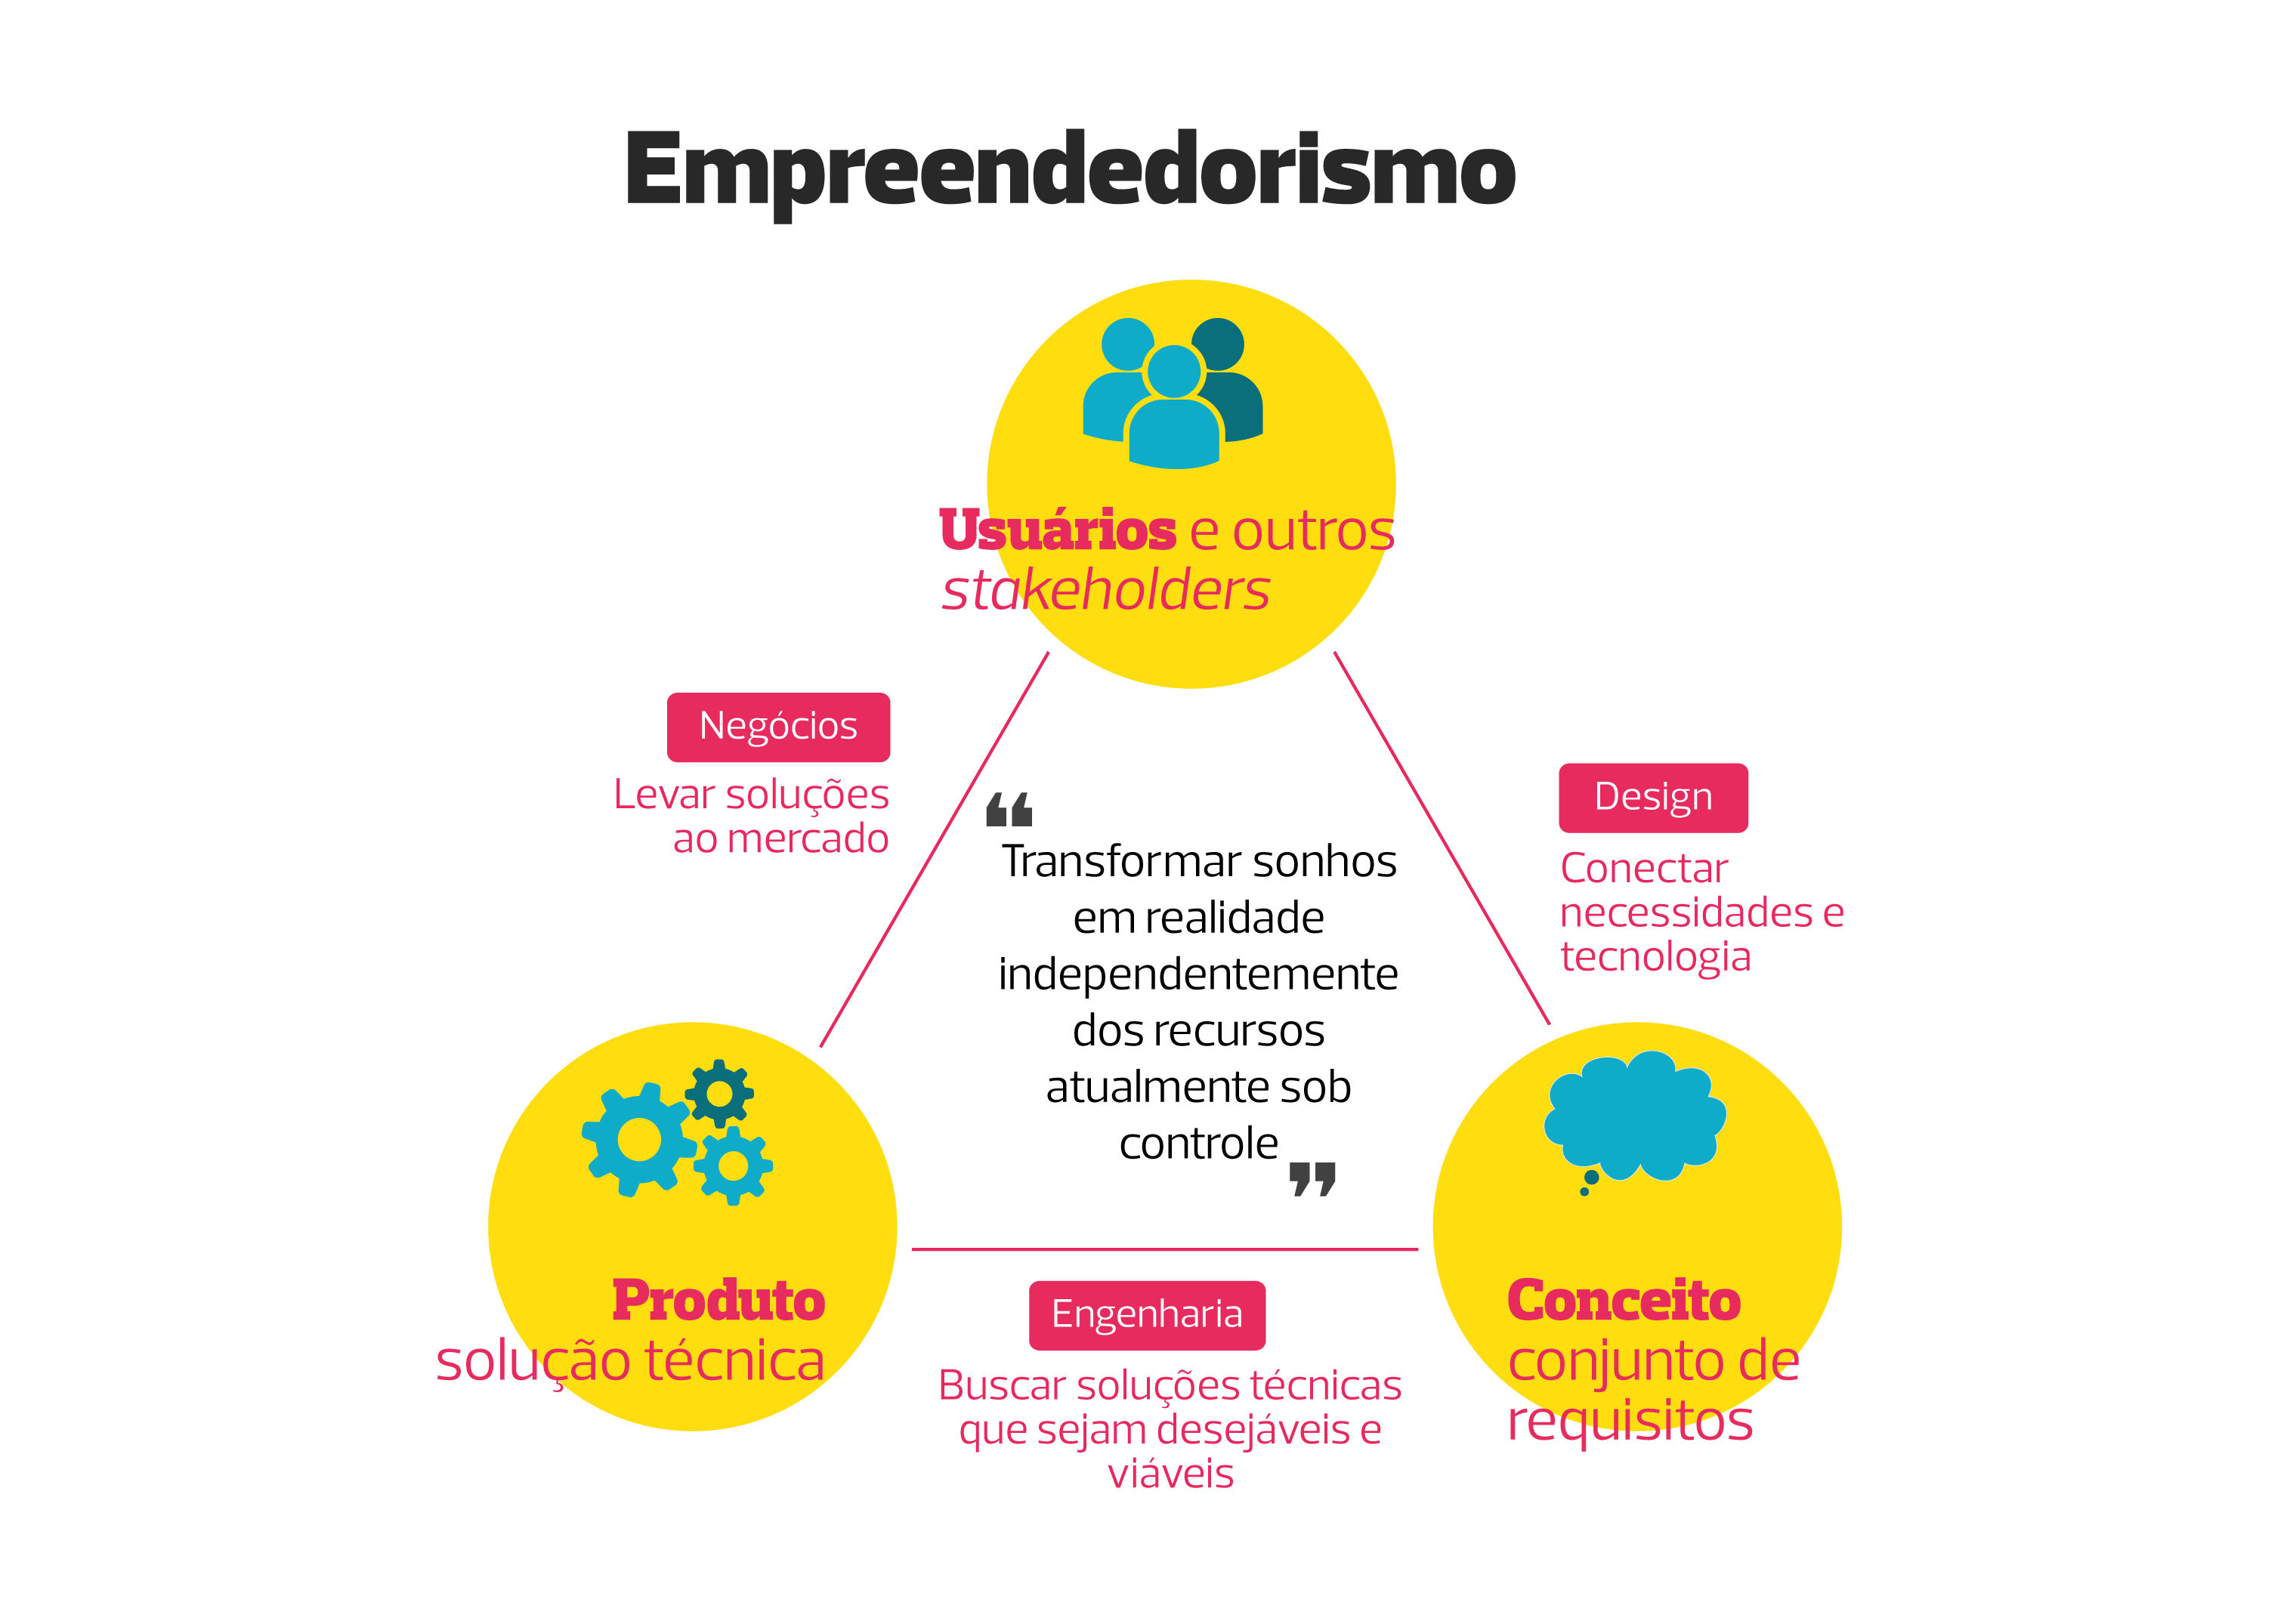 Empreendedorismo
Usuários e outros
stakeholders
Negócios
Levar soluções
ao mercado
Design
Conectar
necessidades e
tecnologia
“
Transformar sonhos
em realidade
independentemente
dos recursos
atualmente sob
controle
”
Produto
solução técnica
Engenharia
Buscar soluções técnicas
que sejam desejáveis e
viáveis
Conceito
conjunto de
requisitos